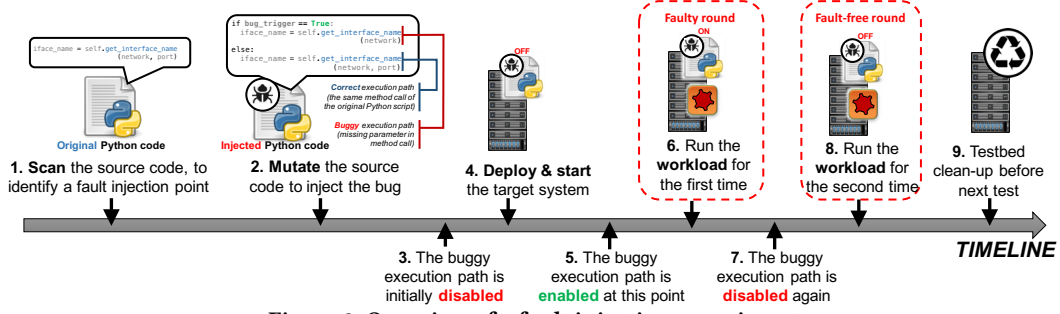 iface_name = self.get_interface_name
(network, port)
Original Python code
1. Scan the source code, to
identify a fault injection point
if bug_trigger == True:
iface_name = self.get_interface_name
(network)
else:
iface_name = self.get_interface_name
(network, port)
Correct execution path
(the same method call of
the original Python script)
Buggy execution path
(missing parameter in
method call)
Injected Python code
2. Mutate the source
code to inject the bug
OFF
4. Deploy & start
the target system
Faulty round
ON
6. Run the
workload for
the first time
Fault-free round
OFF
8. Run the
workload for
the second time
9. Testbed
clean-up before
next test
TIMELINE
3. The buggy
execution path is
initially disabled
5. The buggy
execution path is
enabled at this point
7. The buggy
execution path is
disabled again